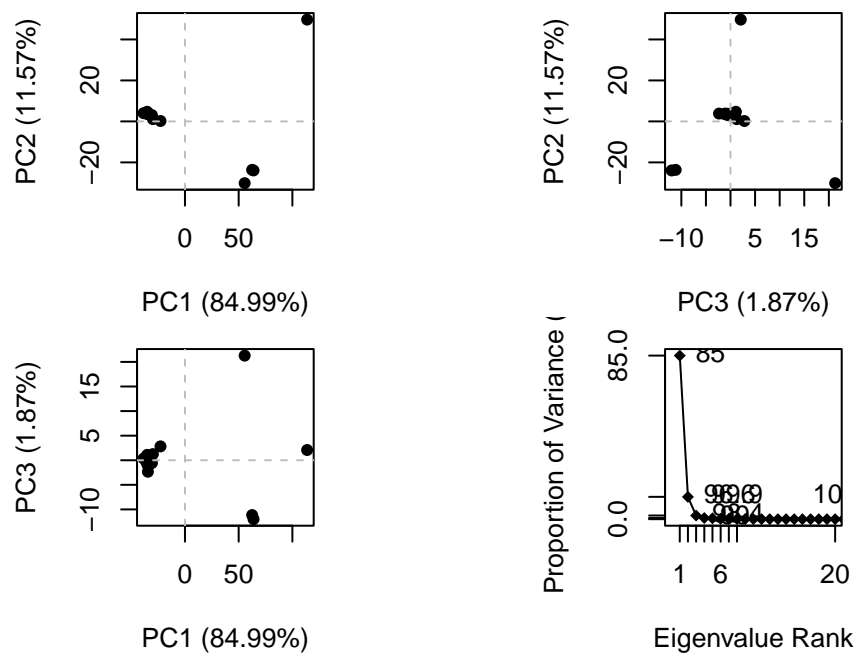 PC2 (11.57%)
20
−20
0 50
PC1 (84.99%)
PC2 (11.57%)
20
−20
−10 5 15
PC3 (1.87%)
PC3 (1.87%)
15
5
−10
0 50
PC1 (84.99%)
Proportion of Variance (
85.0
0.0
85
10
1 6 20
Eigenvalue Rank